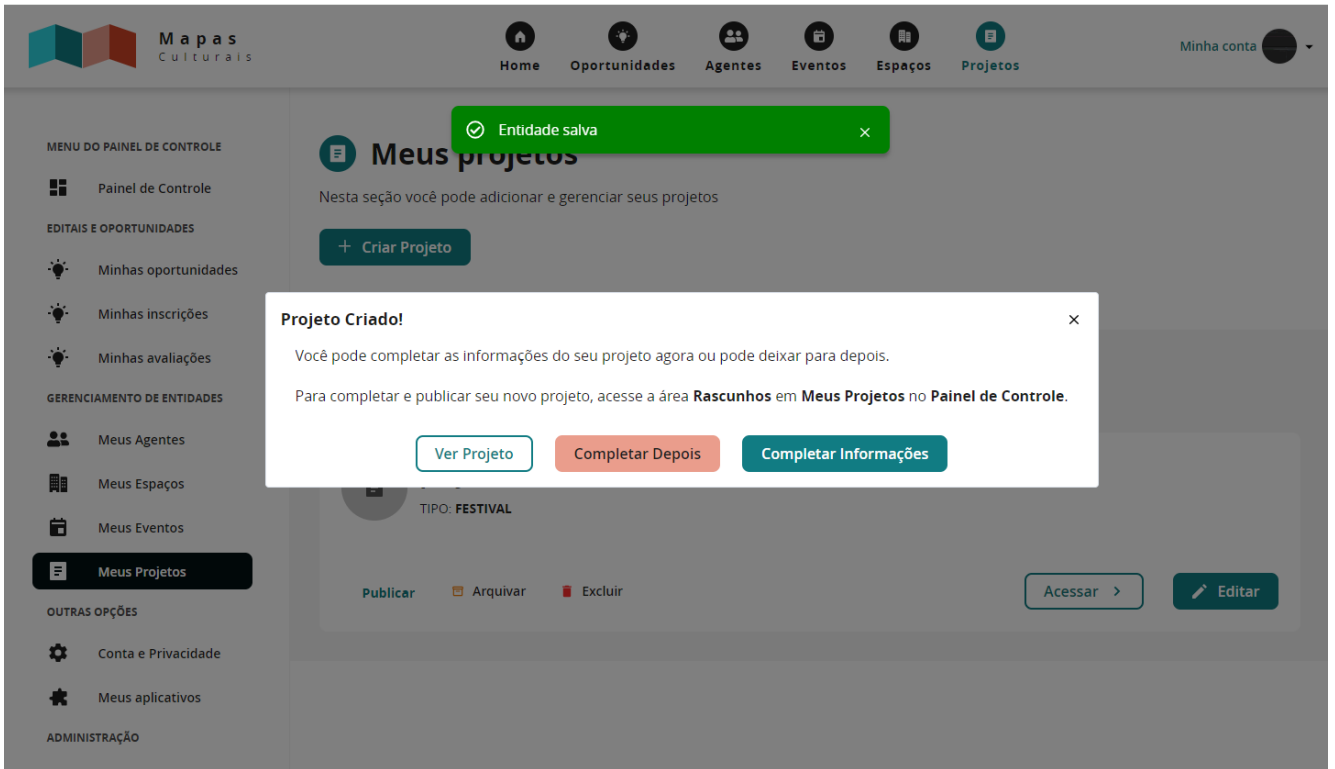 Mapas
Culturais
Home
Oportunidades
Agentes
Eventos
Espaços
Projetos
Minha conta
Entidade salva
MENU DO PAINEL DE CONTROLE
Painel de Controle
EDITAIS E OPORTUNIDADES
Minhas oportunidades
Minhas inscrições
Minhas avaliações
GERENCIAMENTO DE ENTIDADES
Meus Agentes
Meus Espaços
Meus Eventos
Meus Projetos
OUTRAS OPÇÕES
Conta e Privacidade
Meus aplicativos
ADMINISTRAÇÃO
Meus projetos
Nesta seção você pode adicionar e gerenciar seus projetos
+ Criar Projeto
Projeto Criado!
Você pode completar as informações do seu projeto agora ou pode deixar para depois.
Para completar e publicar seu novo projeto, acesse a área Rascunhos em Meus Projetos no Painel de Controle.
Ver Projeto
Completar Depois
Completar Informações
TIPO: FESTIVAL
Publicar
Arquivar
Excluir
Acessar >
Editar